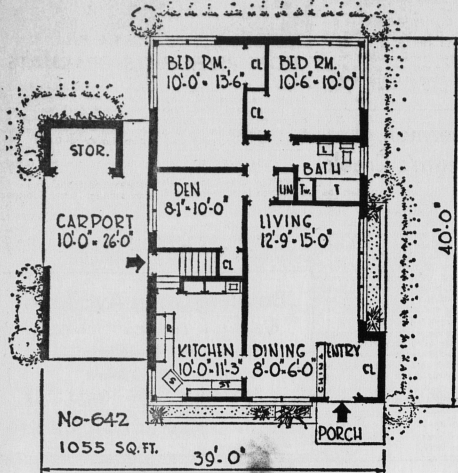 BED RM.
10'-0" - 13'-6"
CL
BED RM.
10'-6" - 10'-0"
CL
STOR.
L
BATH
LIN
TW.
T
DEN
8'-1" - 10'-0"
CARPORT
10'-0" - 26'-0"
LIVING
12'-9" - 15'-0"
CL
40'-0"
R
KITCHEN
10'-0" - 11'-3"
DINING
8'-0" - 6'-0"
CHINA
ENTRY
CL
S
ST
No-642
1055 SQ. FT.
PORCH
39'-0"